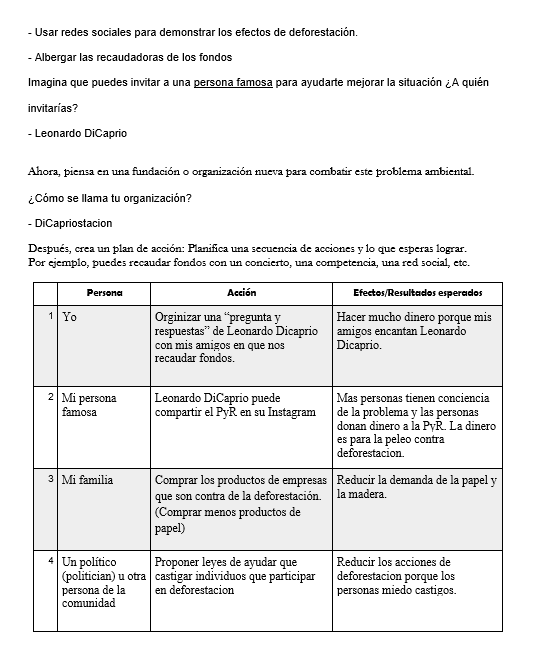 - Usar redes sociales para demonstrar los efectos de deforestación.
- Albergar las recaudadoras de los fondos
Imagina que puedes invitar a una persona famosa para ayudarte mejorar la situación ¿A quién
invitarías?
- Leonardo DiCaprio
Ahora, piensa en una fundación o organización nueva para combatir este problema ambiental.
¿Cómo se llama tu organización?
- DiCapriostacion
Después, crea un plan de acción: Planifica una secuencia de acciones y lo que esperas lograr.
Por ejemplo, puedes recaudar fondos con un concierto, una competencia, una red social, etc.
Persona Acción Efectos/Resultados esperados
1 Yo
Orginizar una “pregunta y
respuestas” de Leonardo Dicaprio
con mis amigos en que nos
recaudar fondos.
Hacer mucho dinero porque mis
amigos encantan Leonardo
Dicaprio.
2 Mi persona
famosa
Leonardo DiCaprio puede
compartir el PyR en su Instagram
Mas personas tienen conciencia
de la problema y las personas
donan dinero a la PyR. La dinero
es para la peleo contra
deforestacion.
3 Mi familia
Comprar los productos de empresas
que son contra de la deforestación.
(Comprar menos productos de
papel)
Reducir la demanda de la papel y
la madera.
4 Un político
(politician) u otra
persona de la
comunidad
Proponer leyes de ayudar que
castigar individuos que participar
en deforestacion
Reducir los acciones de
deforestacion porque los
personas miedo castigos.